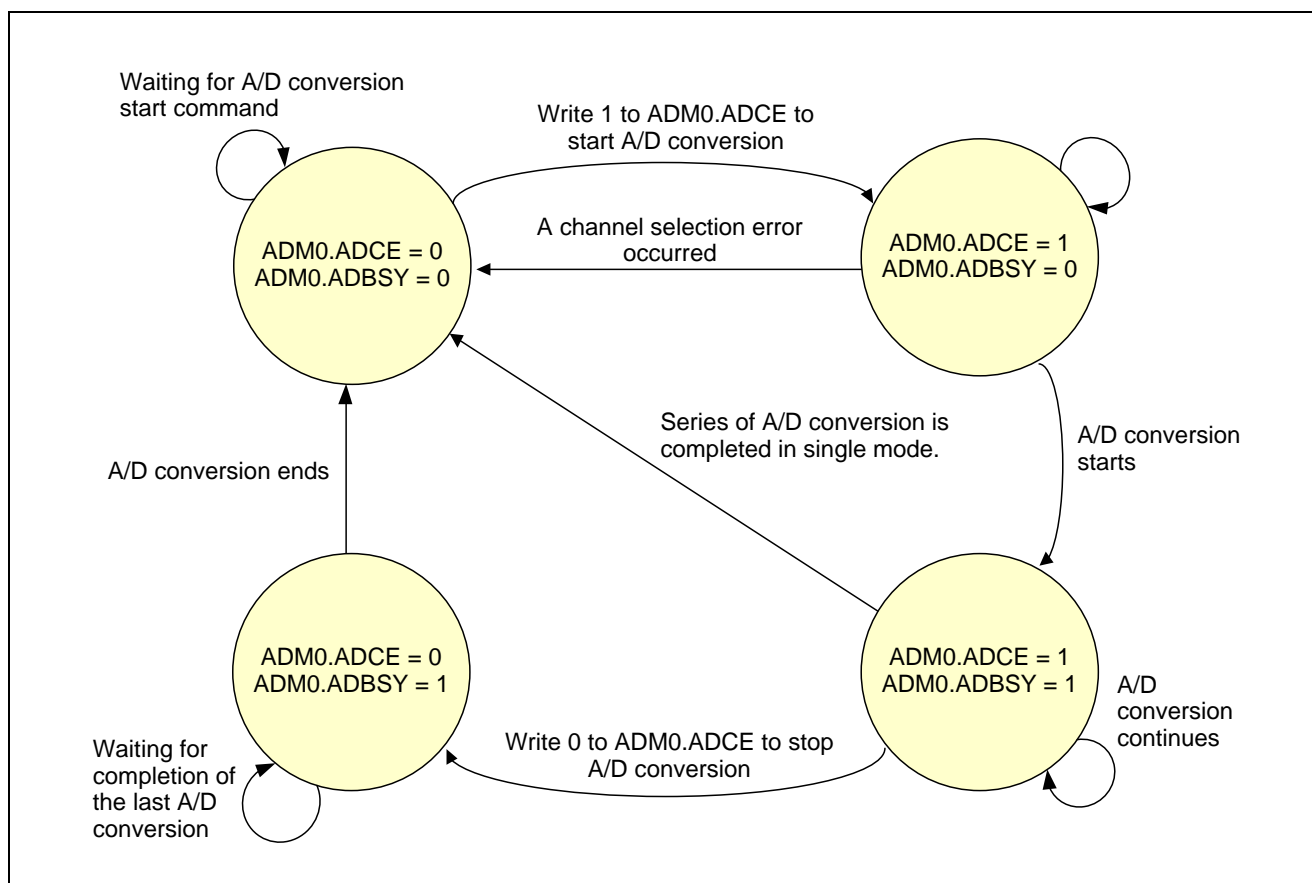 Waiting for A/D conversion
start command
Write 1 to ADM0.ADCE to
start A/D conversion
ADM0.ADCE = 0
ADM0.ADBSY = 0
A channel selection error
occurred
ADM0.ADCE = 1
ADM0.ADBSY = 0
A/D conversion ends
Series of A/D conversion is
completed in single mode.
A/D conversion
starts
ADM0.ADCE = 0
ADM0.ADBSY = 1
ADM0.ADCE = 1
ADM0.ADBSY = 1
A/D
conversion
continues
Waiting for
completion of
the last A/D
conversion
Write 0 to ADM0.ADCE to stop
A/D conversion